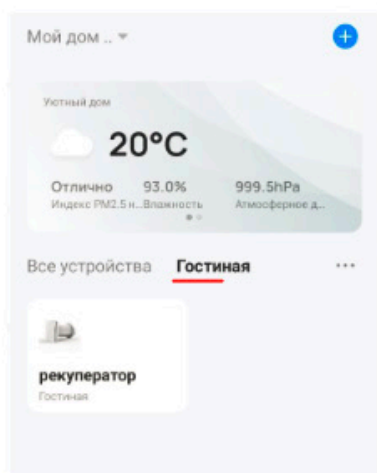 Мой дом ..
Уютный дом
20°C
Отлично 93.0% 999.5hPa
Индекс PM2.5 н... Влажность Атмосферное д...
Все устройства Гостиная ...
рекуператор
Гостиная